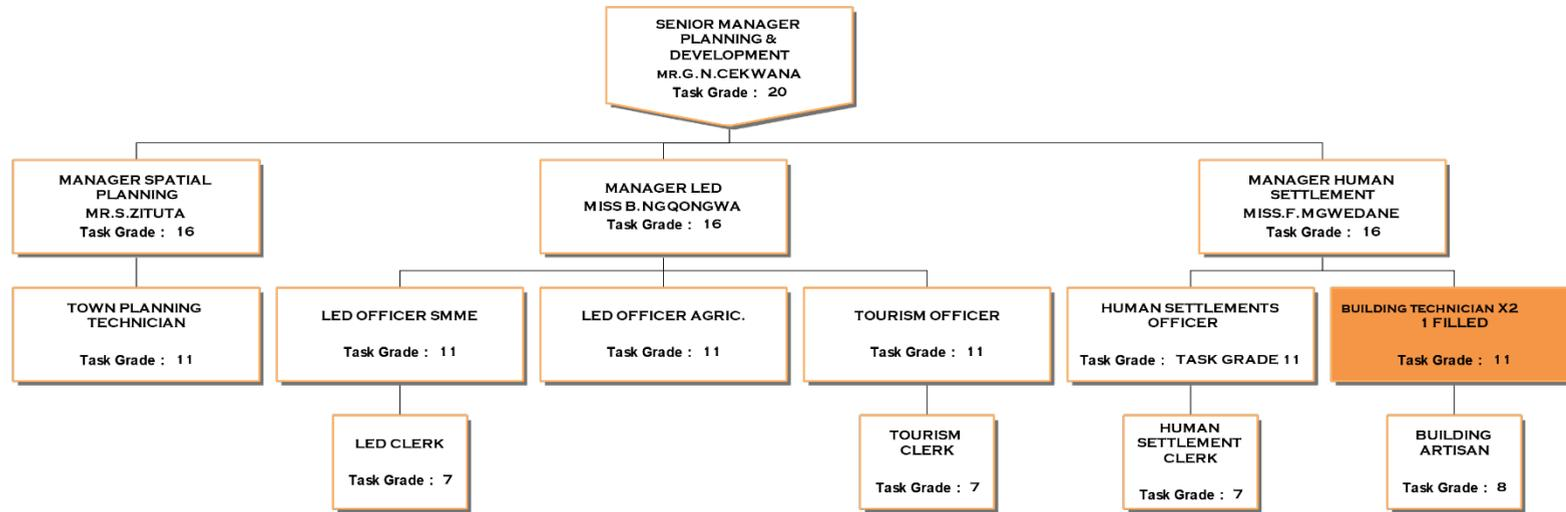 SENIOR MANAGER
PLANNING &
DEVELOPMENT
MR.G.N.CEKWANA
Task Grade : 20
MANAGER SPATIAL
PLANNING
MR.S.ZITUTA
Task Grade : 16
MANAGER LED
MISS B.NGQONGWA
Task Grade : 16
MANAGER HUMAN
SETTLEMENT
MISS.F.MGWEDANE
Task Grade : 16
TOWN PLANNING
TECHNICIAN
Task Grade : 11
LED OFFICER SMME
Task Grade : 11
LED OFFICER AGRIC.
Task Grade : 11
TOURISM OFFICER
Task Grade : 11
HUMAN SETTLEMENTS
OFFICER
Task Grade : TASK GRADE 11
BUILDING TECHNICIAN X2
1 FILLED
Task Grade : 11
LED CLERK
Task Grade : 7
TOURISM
CLERK
Task Grade : 7
HUMAN
SETTLEMENT
CLERK
Task Grade : 7
BUILDING
ARTISAN
Task Grade : 8